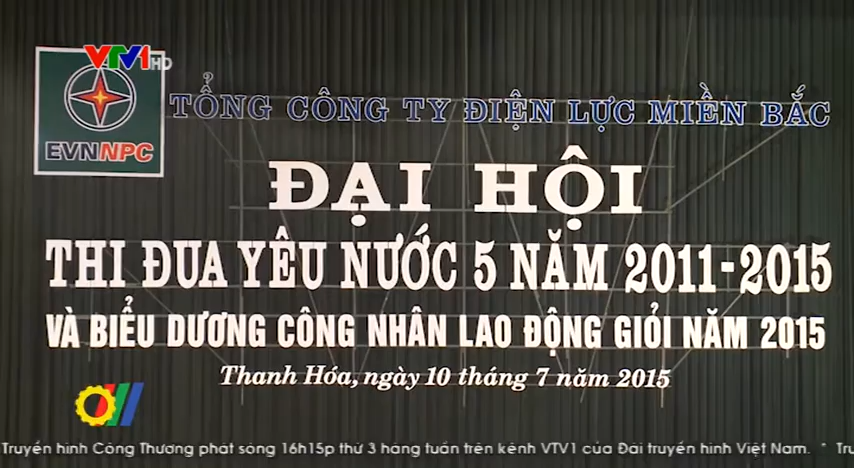 VTV1 HD
EVNNPC
TỔNG CÔNG TY ĐIỆN LỰC MIỀN BẮC
ĐẠI HỘI
THI ĐUA YÊU NƯỚC 5 NĂM 2011-2015
VÀ BIỂU DƯƠNG CÔNG NHÂN LAO ĐỘNG GIỎI NĂM 2015
Thanh Hóa, ngày 10 tháng 7 năm 2015
Truyền hình Công Thương phát sóng 16h15p thứ 3 hàng tuần trên kênh VTV1 của Đài truyền hình Việt Nam. * Tru